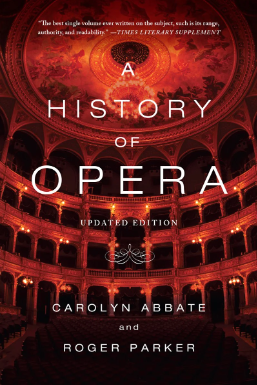 "The best single volume ever written on the subject, such is its range,
authority, and readability." —TIMES LITERARY SUPPLEMENT
A
HISTORY
OF
OPERA
UPDATED EDITION
CAROLYN ABBATE
and
ROGER PARKER